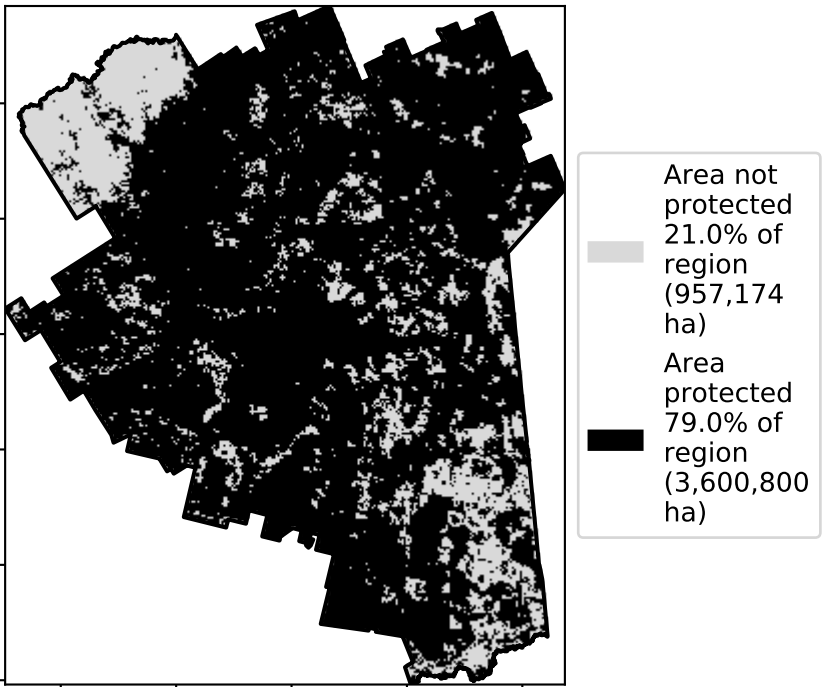 Area not
protected
21.0% of
region
(957,174
ha)
Area
protected
79.0% of
region
(3,600,800
ha)